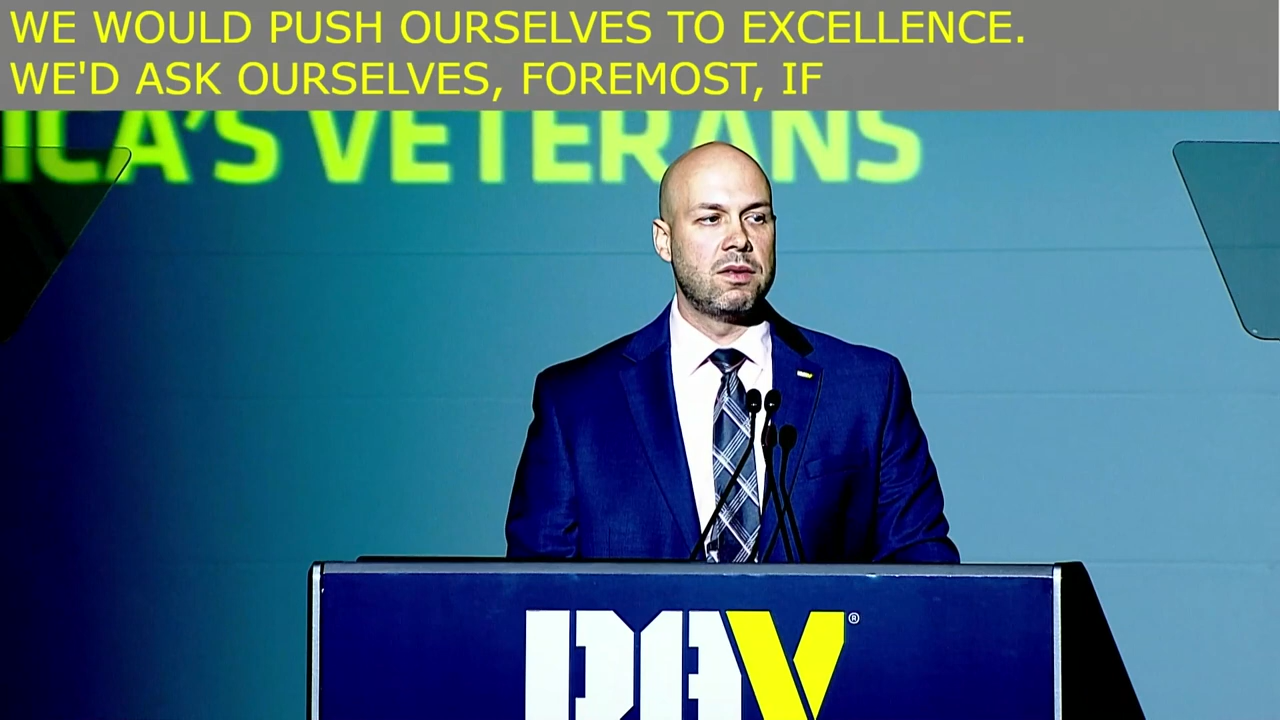 WE WOULD PUSH OURSELVES TO EXCELLENCE.
WE'D ASK OURSELVES, FOREMOST, IF
ICA'S VETERANS
DAV®